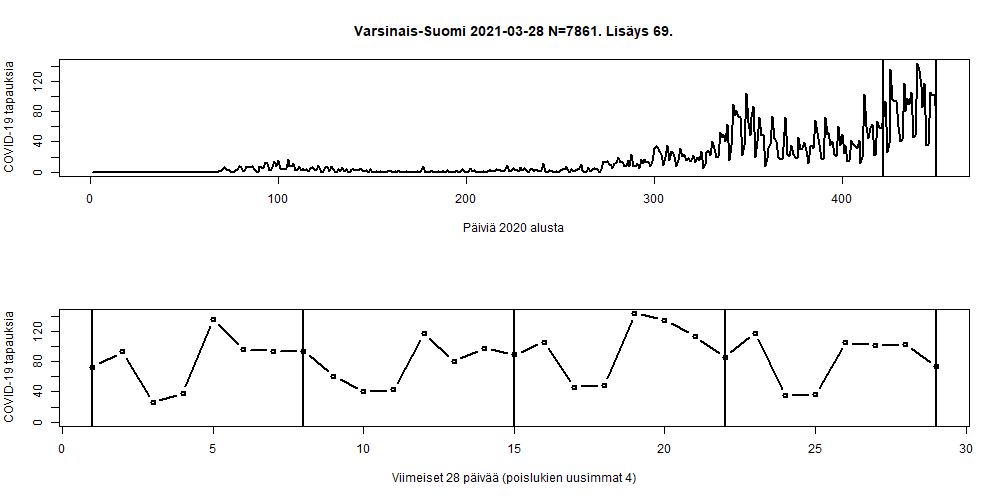 Varsinais-Suomi 2021-03-28 N=7861. Lisäys 69.
COVID-19 tapauksia
0 40 80 120
0 100 200 300 400
Päiviä 2020 alusta
COVID-19 tapauksia
0 40 80 120
0 5 10 15 20 25 30
Viimeiset 28 päivää (poislukien uusimmat 4)